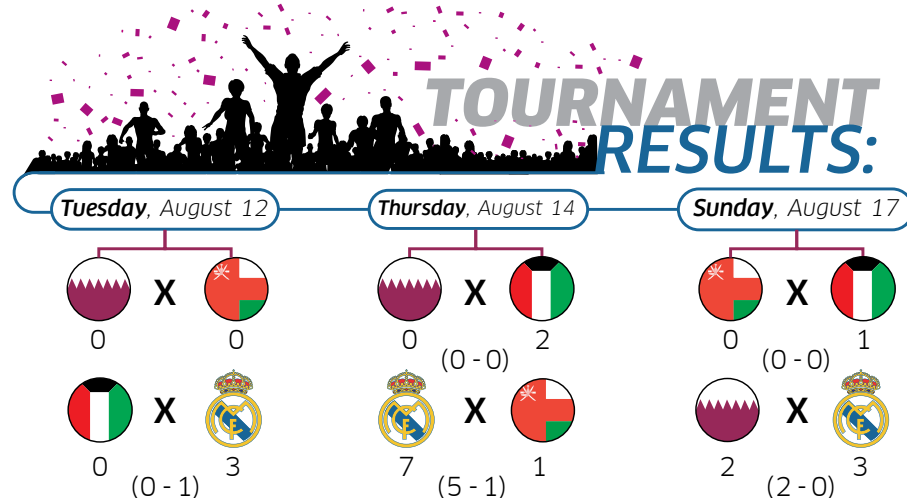 TOURNAMENT
RESULTS:
Tuesday, August 12
Thursday, August 14
Sunday, August 17
X X X
0 0 0 2 0 1
(0 - 0) (0 - 0)
X X X
0 3 7 1 2 3
(0 - 1) (5 - 1) (2 - 0)